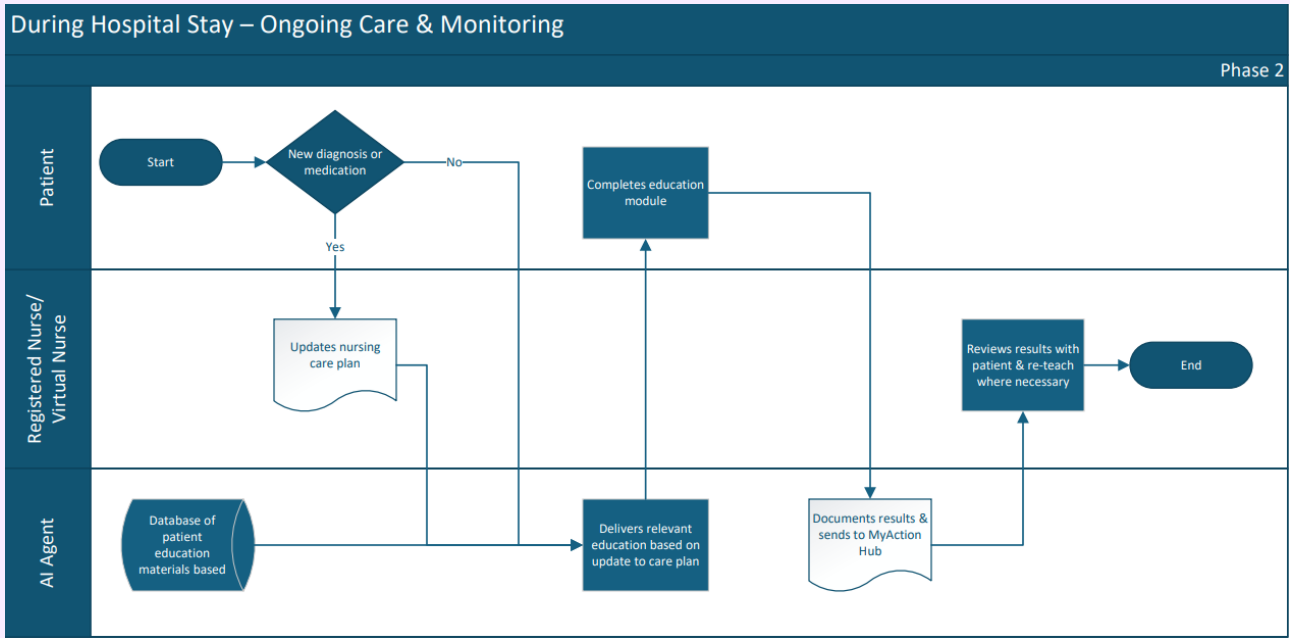 During Hospital Stay – Ongoing Care & Monitoring
Phase 2
Patient
Start
New diagnosis or
medication
No
Yes
Completes education
module
Registered Nurse/
Virtual Nurse
Updates nursing
care plan
Reviews results with
patient & re-teach
where necessary
End
AI Agent
Database of
patient
education
materials based
Delivers relevant
education based on
update to care plan
Documents results &
sends to MyAction
Hub